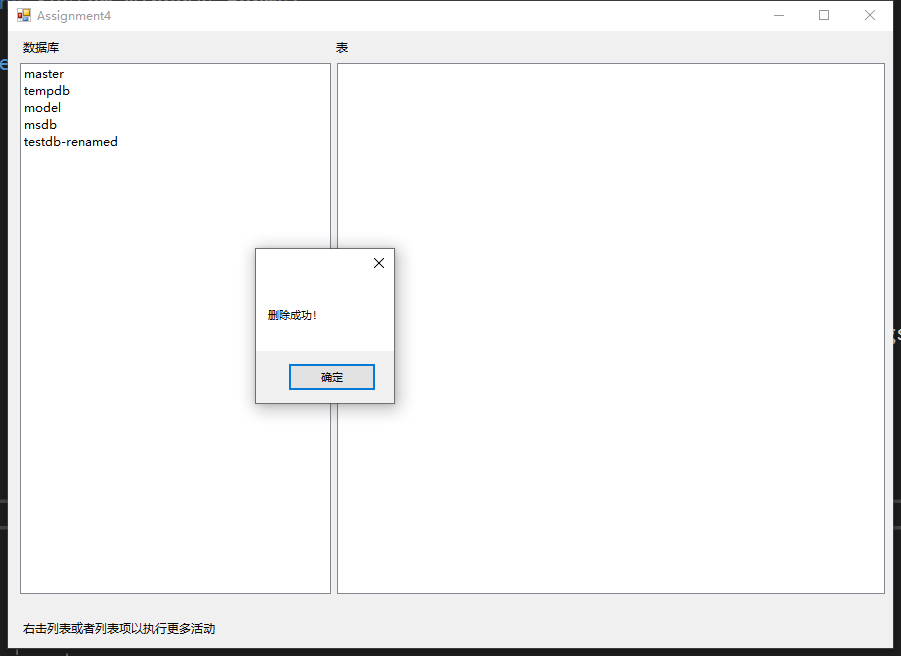 Assignment4
数据库
表
master
tempdb
model
msdb
testdb-renamed
删除成功！
确定
右击列表或者列表项以执行更多活动